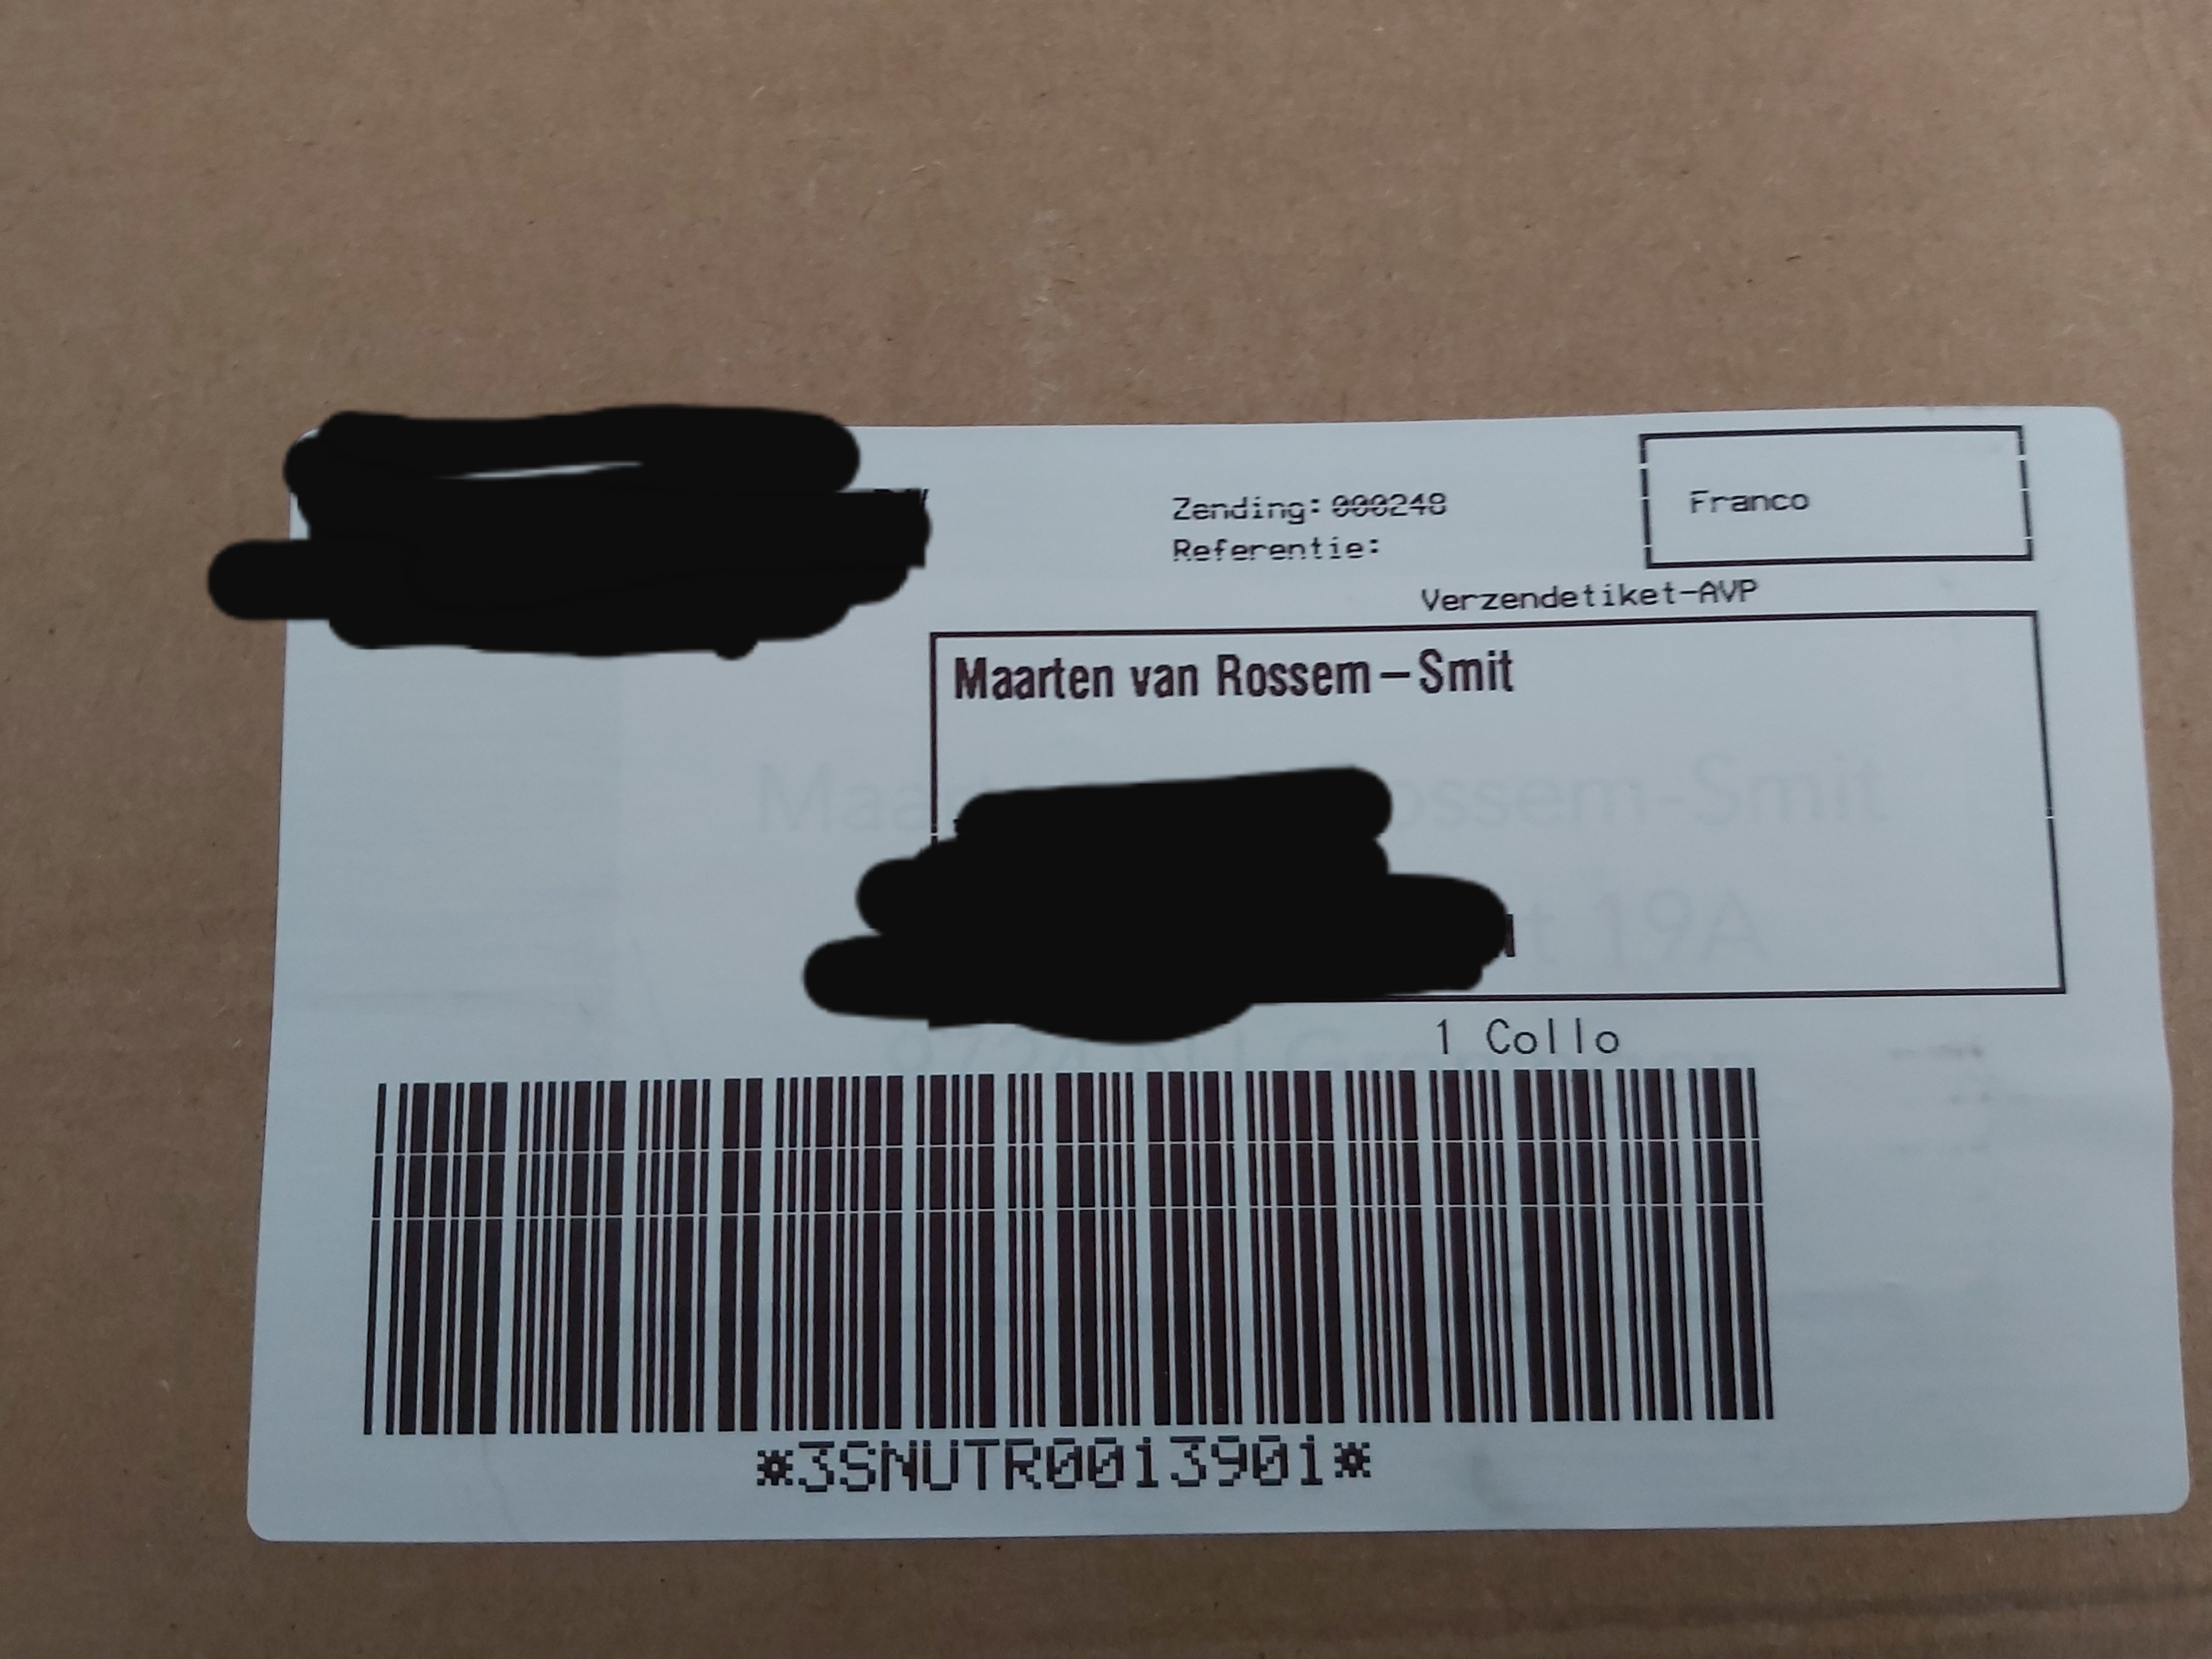 Zending: 000248
Franco
Referentie:
Verzendetiket-AVP
Maarten van Rossem-Smit
1 Collo
*3SNUTR0013901*